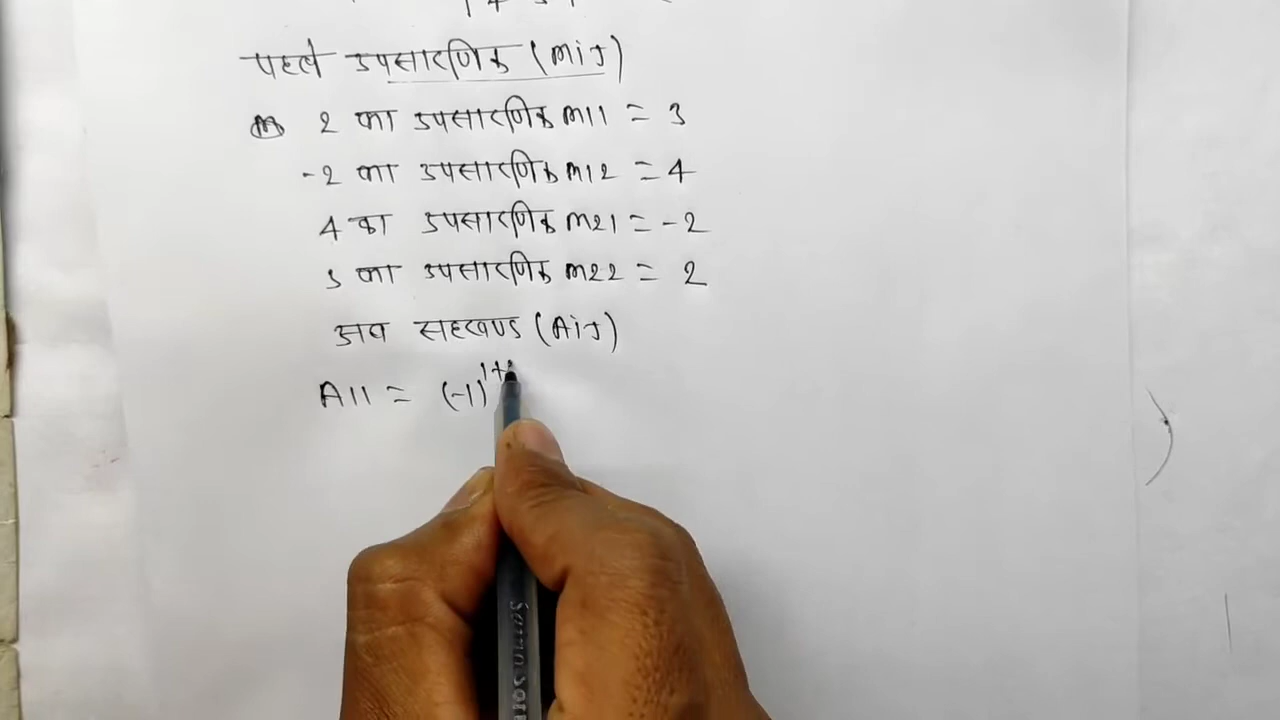 पहले उपसारणिक (Mij)
2 का उपसारणिक M11 = 3
-2 का उपसारणिक M12 = 4
4 का उपसारणिक M21 = -2
3 का उपसारणिक M22 = 2
अब सहखण्ड (Aij)
A11 = (-1)¹⁺